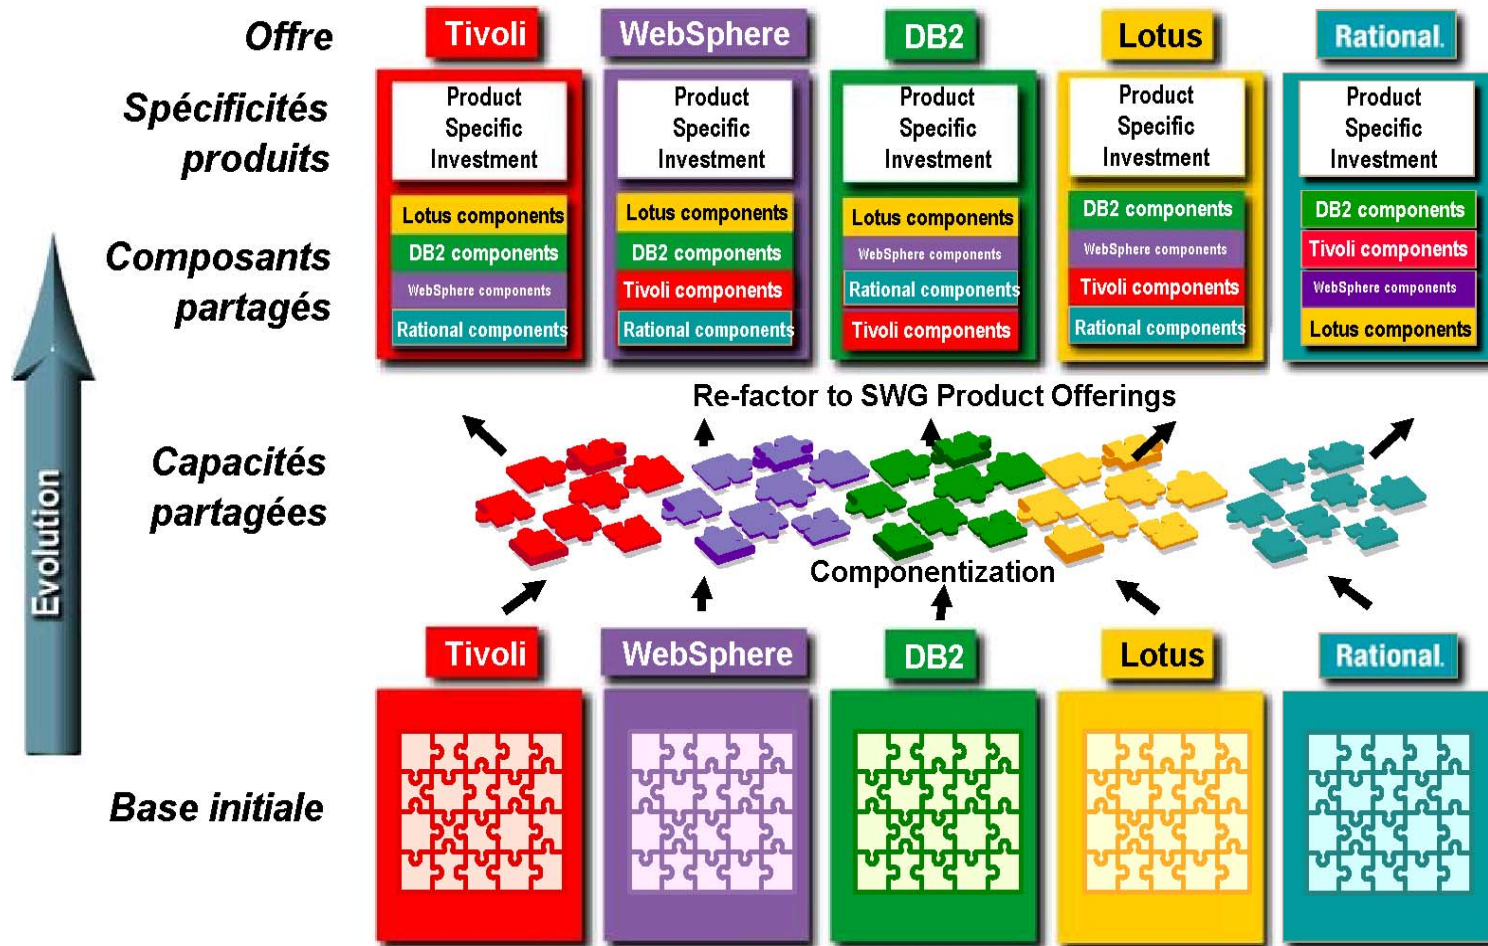 Offre
Tivoli
WebSphere
DB2
Lotus
Rational.
Spécificités
produits
Product
Specific
Investment
Product
Specific
Investment
Product
Specific
Investment
Product
Specific
Investment
Product
Specific
Investment
Composants
partagés
Lotus components
DB2 components
WebSphere components
Rational components
Lotus components
DB2 components
Tivoli components
Rational components
Lotus components
WebSphere components
Rational components
Tivoli components
DB2 components
WebSphere components
Tivoli components
Rational components
DB2 components
Tivoli components
WebSphere components
Lotus components
Re-factor to SWG Product Offerings
Capacités
partagées
Evolution
Componentization
Tivoli
WebSphere
DB2
Lotus
Rational.
Base initiale